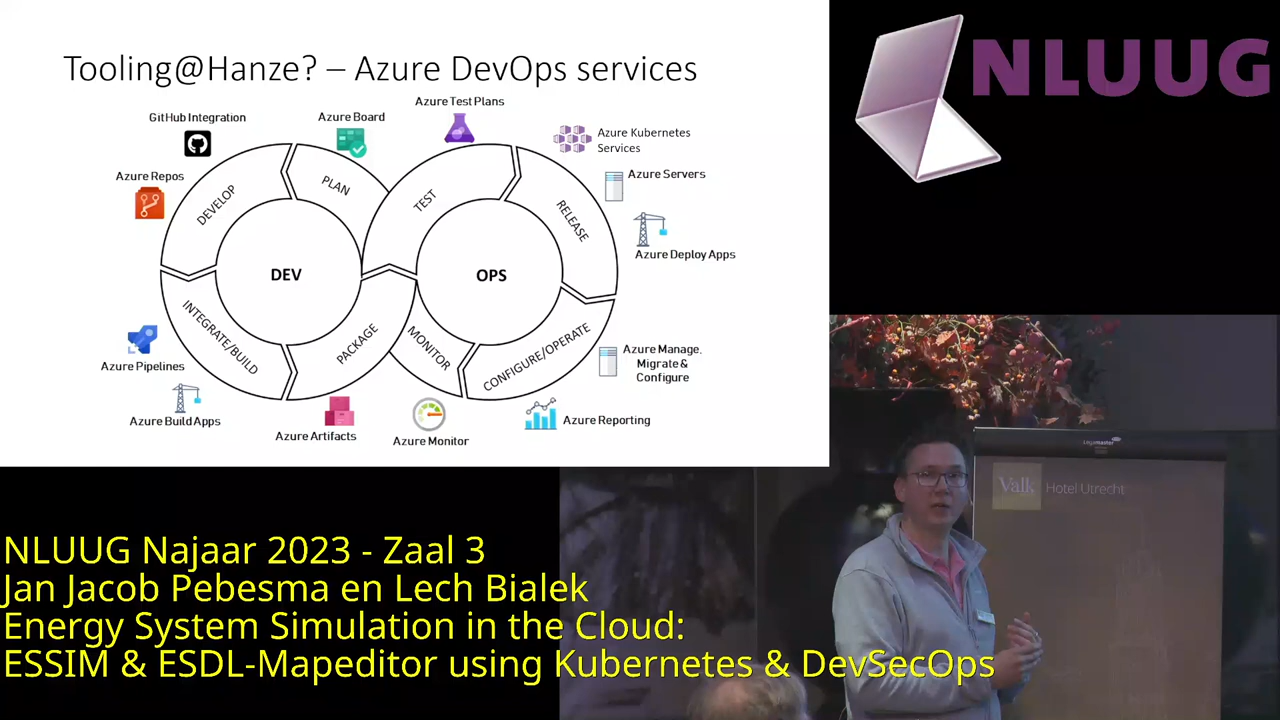 Tooling@Hanze? – Azure DevOps services
Azure Test Plans
GitHub Integration
Azure Board
Azure Kubernetes
Services
Azure Repos
Azure Servers
DEVELOP
PLAN
TEST
RELEASE
Azure Deploy Apps
DEV
OPS
INTEGRATE/BUILD
PACKAGE
MONITOR
CONFIGURE/OPERATE
Azure Pipelines
Azure Manage,
Migrate &
Configure
Azure Build Apps
Azure Artifacts
Azure Monitor
Azure Reporting
NLUUG
Legamaster
Valk Hotel Utrecht
NLUUG Najaar 2023 - Zaal 3
Jan Jacob Pebesma en Lech Bialek
Energy System Simulation in the Cloud:
ESSIM & ESDL-Mapeditor using Kubernetes & DevSecOps